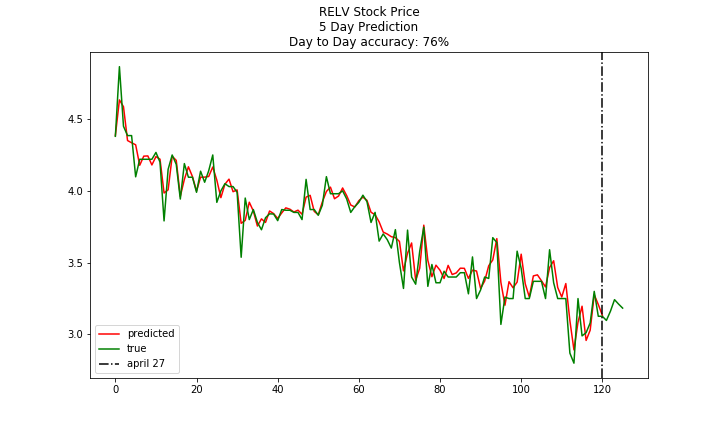 RELV Stock Price
5 Day Prediction
Day to Day accuracy: 76%
4.5
4.0
3.5
3.0
predicted
true
april 27
0 20 40 60 80 100 120